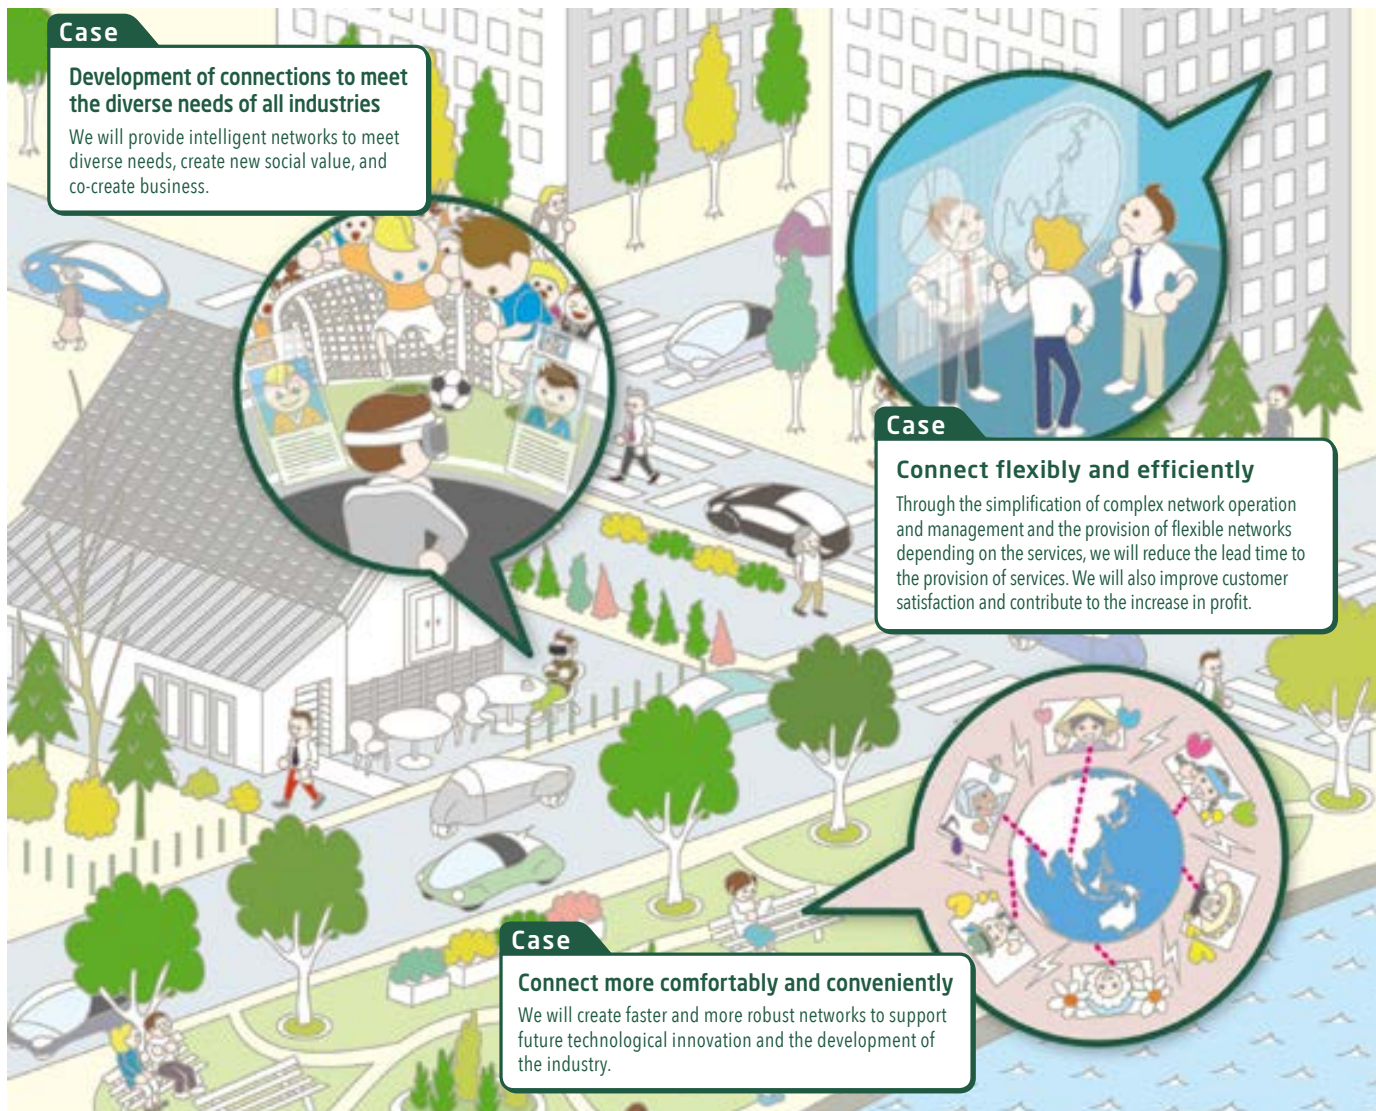 Case
Development of connections to meet
the diverse needs of all industries
We will provide intelligent networks to meet
diverse needs, create new social value, and
co-create business.
Case
Connect flexibly and efficiently
Through the simplification of complex network operation
and management and the provision of flexible networks
depending on the services, we will reduce the lead time to
the provision of services. We will also improve customer
satisfaction and contribute to the increase in profit.
Case
Connect more comfortably and conveniently
We will create faster and more robust networks to support
future technological innovation and the development of
the industry.